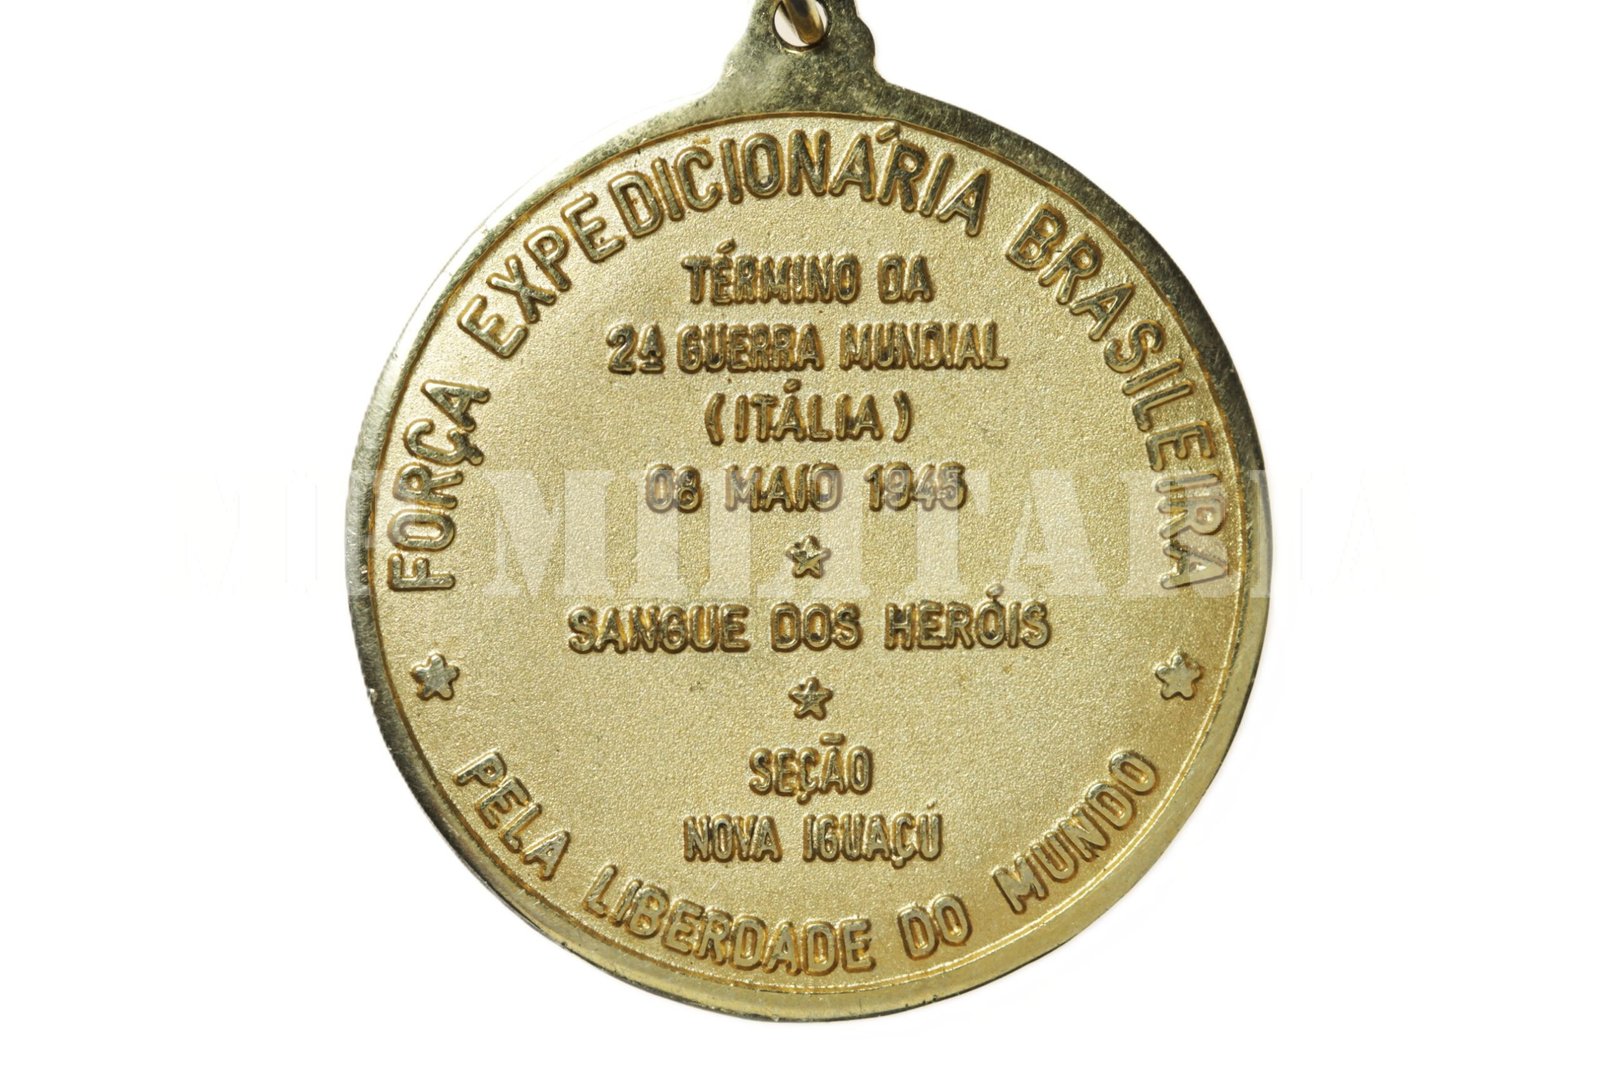 FORÇA EXPEDICIONÁRIA BRASILEIRA
TÉRMINO DA
2ª GUERRA MUNDIAL
(ITÁLIA)
08 MAIO 1945
SANGUE DOS HERÓIS
SEÇÃO
NOVA IGUAÇÚ
PELA LIBERDADE DO MUNDO